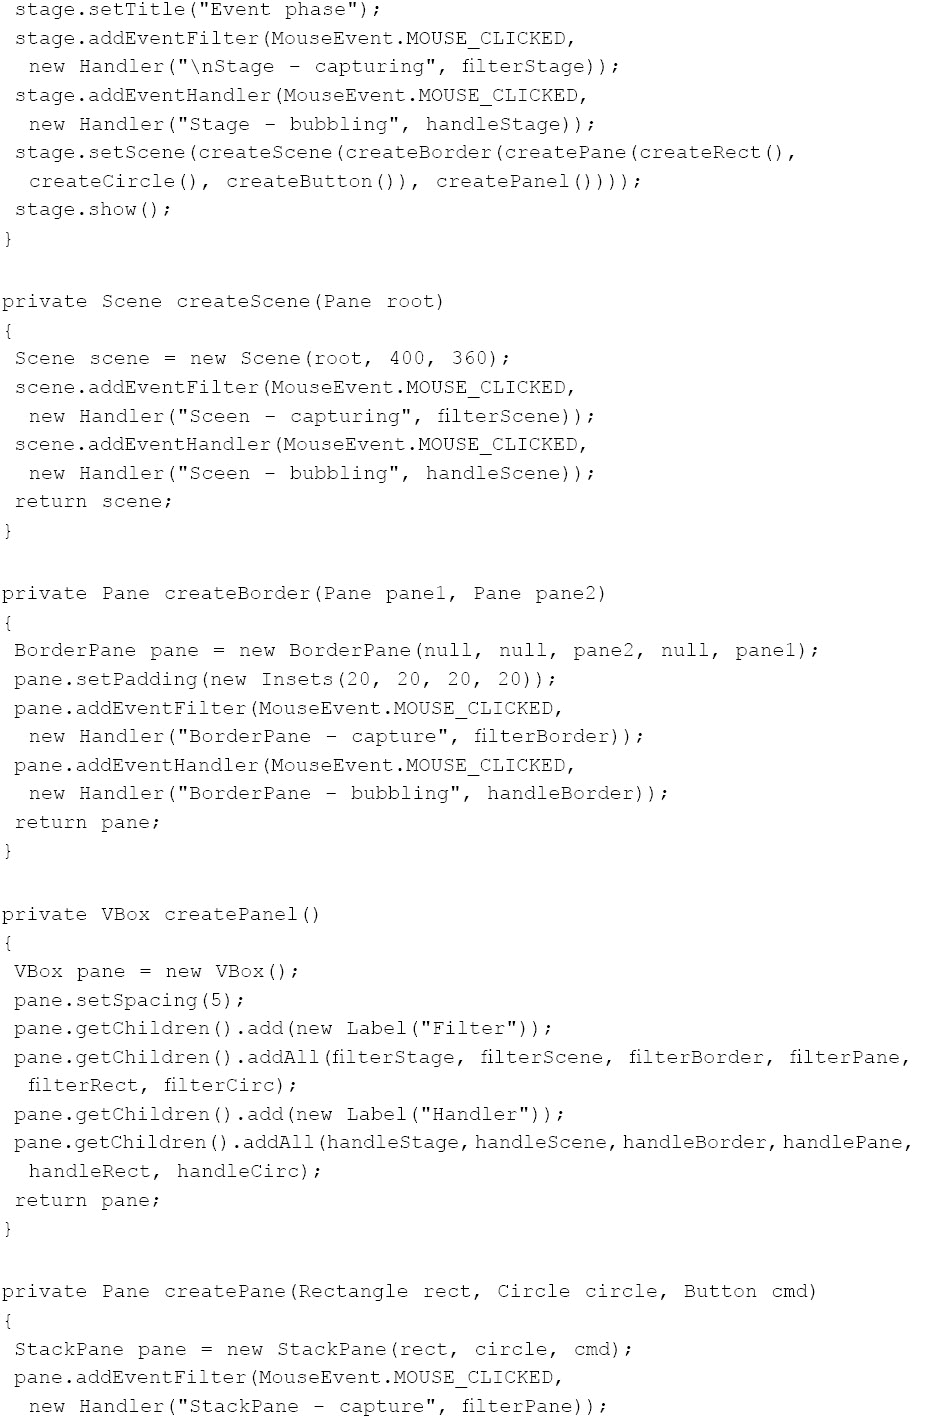 stage.setTitle("Event phase");
stage.addEventFilter(MouseEvent.MOUSE_CLICKED,
new Handler("\nStage – capturing", filterStage));
stage.addEventHandler(MouseEvent.MOUSE_CLICKED,
new Handler("Stage – bubbling", handleStage));
stage.setScene(createScene(createBorder(createPane(createRect(),
createCircle(), createButton()), createPanel())));
stage.show();
}
private Scene createScene(Pane root)
{
Scene scene = new Scene(root, 400, 360);
scene.addEventFilter(MouseEvent.MOUSE_CLICKED,
new Handler("Sceen – capturing", filterScene));
scene.addEventHandler(MouseEvent.MOUSE_CLICKED,
new Handler("Sceen – bubbling", handleScene));
return scene;
}
private Pane createBorder(Pane pane1, Pane pane2)
{
BorderPane pane = new BorderPane(null, null, pane2, null, pane1);
pane.setPadding(new Insets(20, 20, 20, 20));
pane.addEventFilter(MouseEvent.MOUSE_CLICKED,
new Handler("BorderPane – capture", filterBorder));
pane.addEventHandler(MouseEvent.MOUSE_CLICKED,
new Handler("BorderPane – bubbling", handleBorder));
return pane;
}
private VBox createPanel()
{
VBox pane = new VBox();
pane.setSpacing(5);
pane.getChildren().add(new Label("Filter"));
pane.getChildren().addAll(filterStage, filterScene, filterBorder, filterPane,
filterRect, filterCirc);
pane.getChildren().add(new Label("Handler"));
pane.getChildren().addAll(handleStage,handleScene,handleBorder,handlePane,
handleRect, handleCirc);
return pane;
}
private Pane createPane(Rectangle rect, Circle circle, Button cmd)
{
StackPane pane = new StackPane(rect, circle, cmd);
pane.addEventFilter(MouseEvent.MOUSE_CLICKED,
new Handler("StackPane – capture", filterPane));